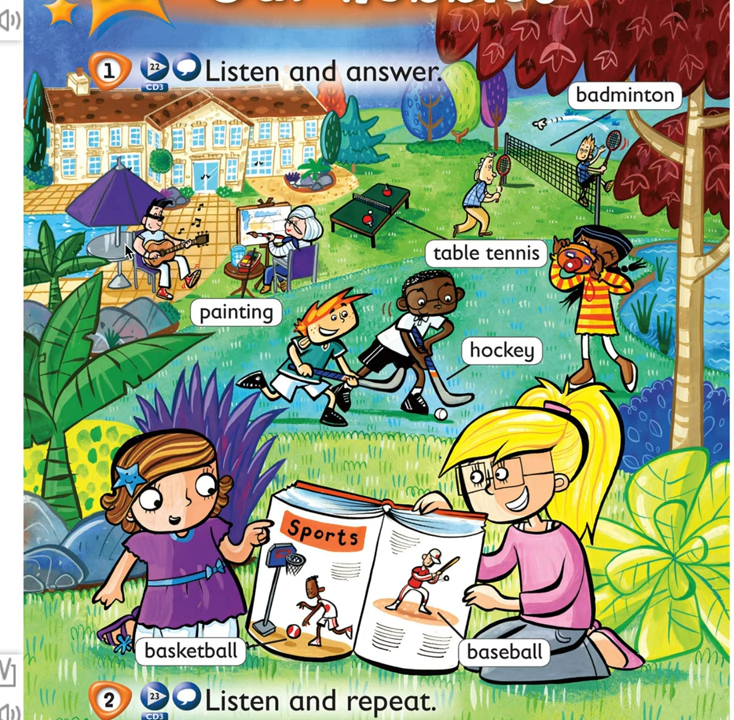 1 22 CD3 Listen and answer.
badminton
table tennis
painting
hockey
Sports
basketball
baseball
2 23 CD3 Listen and repeat.